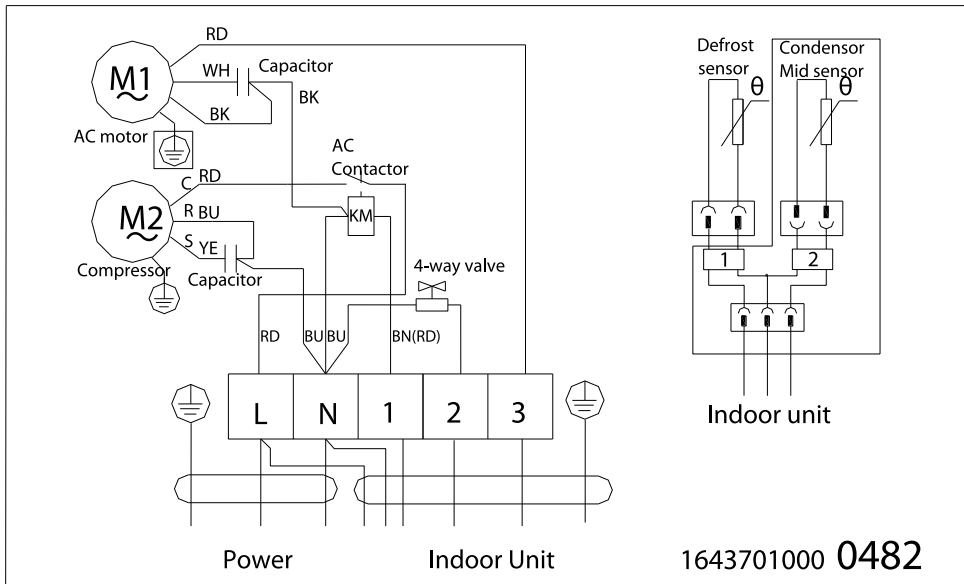 RD
M1
WH
Capacitor
BK
BK
AC motor
AC
Contactor
C RD
KM
M2
R BU
S YE
Compressor
Capacitor
4-way valve
RD
BU
BU
BN(RD)
L
N
1
2
3
Power
Indoor Unit
Defrost
sensor
Condensor
Mid sensor
θ
θ
1
2
Indoor unit
1643701000 0482